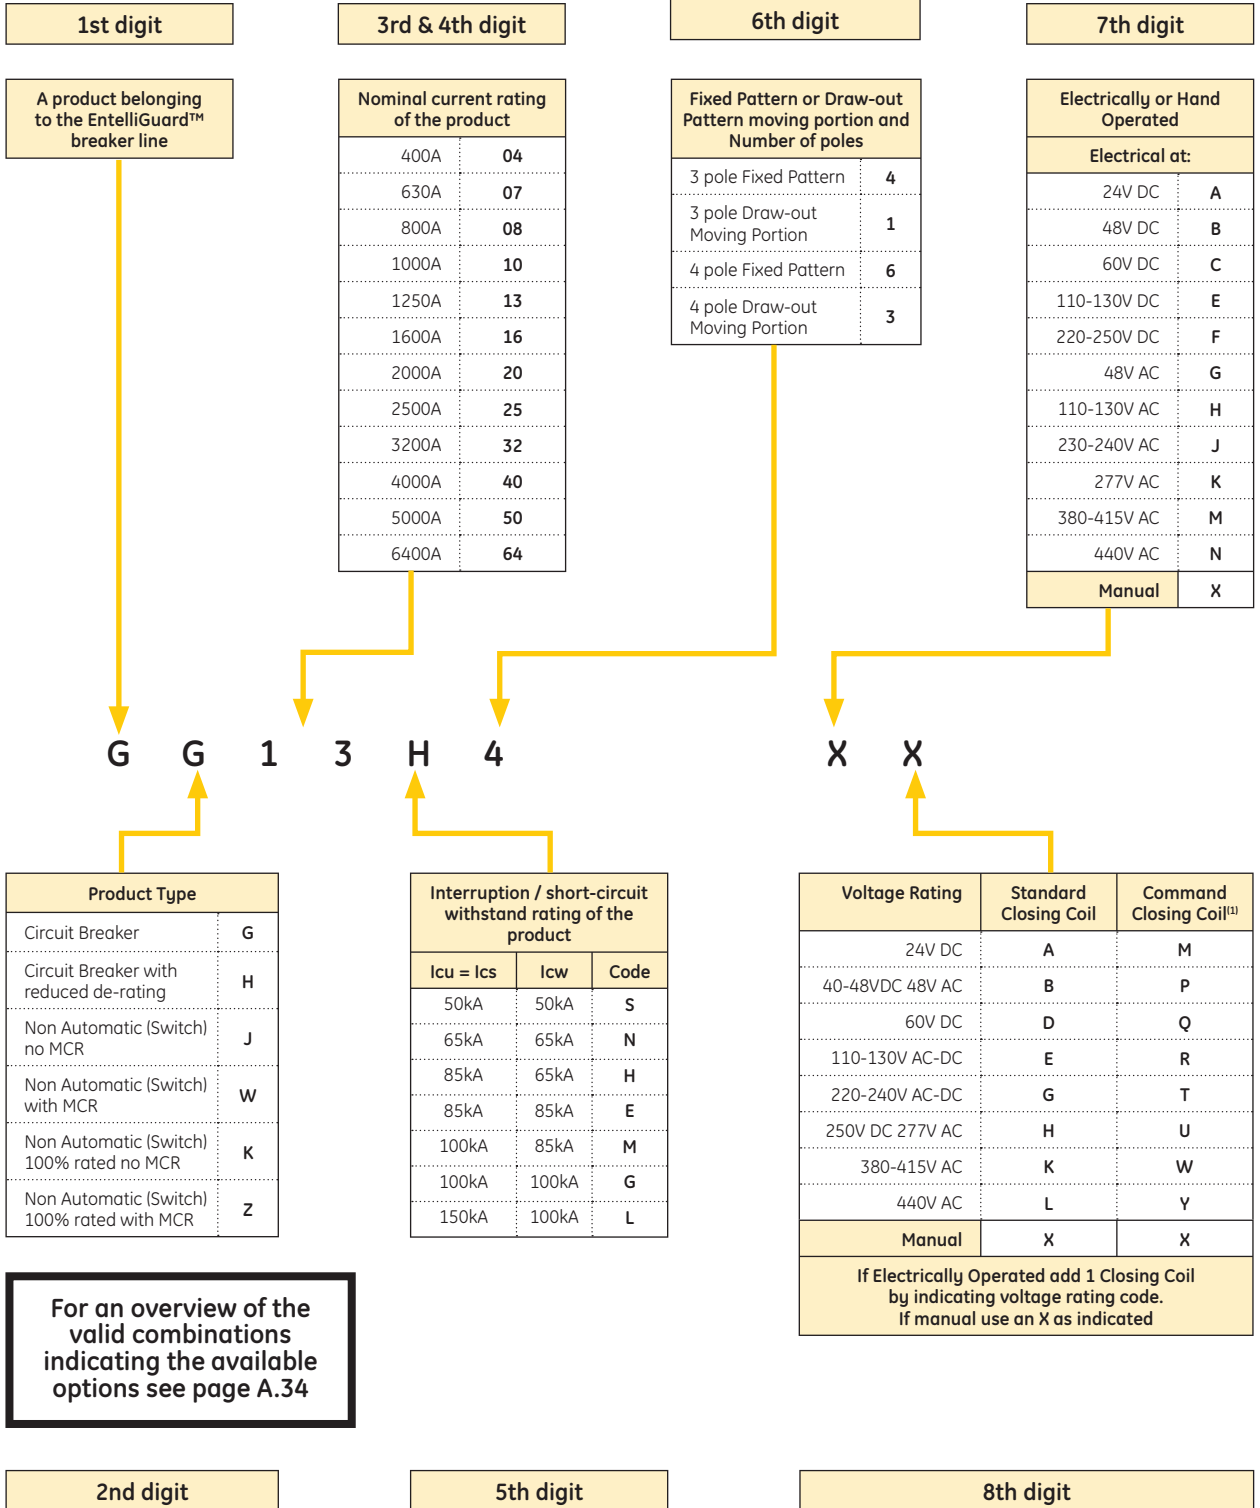 1st digit
3rd & 4th digit
6th digit
7th digit
A product belonging
to the EntelliGuard™
breaker line
Nominal current rating
of the product
400A 04
630A 07
800A 08
1000A 10
1250A 13
1600A 16
2000A 20
2500A 25
3200A 32
4000A 40
5000A 50
6400A 64
Fixed Pattern or Draw-out
Pattern moving portion and
Number of poles
3 pole Fixed Pattern 4
3 pole Draw-out
Moving Portion 1
4 pole Fixed Pattern 6
4 pole Draw-out
Moving Portion 3
Electrically or Hand
Operated
Electrical at:
24V DC A
48V DC B
60V DC C
110-130V DC E
220-250V DC F
48V AC G
110-130V AC H
230-240V AC J
277V AC K
380-415V AC M
440V AC N
Manual X
G G 1 3 H 4 X X
Product Type
Circuit Breaker G
Circuit Breaker with
reduced de-rating H
Non Automatic (Switch)
no MCR J
Non Automatic (Switch)
with MCR W
Non Automatic (Switch)
100% rated no MCR K
Non Automatic (Switch)
100% rated with MCR Z
Interruption / short-circuit
withstand rating of the
product
Icu = Ics Icw Code
50kA 50kA S
65kA 65kA N
85kA 65kA H
85kA 85kA E
100kA 85kA M
100kA 100kA G
150kA 100kA L
Voltage Rating Standard Closing Coil Command Closing Coil(1)
24V DC A M
40-48VDC 48V AC B P
60V DC D Q
110-130V AC-DC E R
220-240V AC-DC G T
250V DC 277V AC H U
380-415V AC K W
440V AC L Y
Manual X X
If Electrically Operated add 1 Closing Coil
by indicating voltage rating code.
If manual use an X as indicated
For an overview of the
valid combinations
indicating the available
options see page A.34
2nd digit
5th digit
8th digit